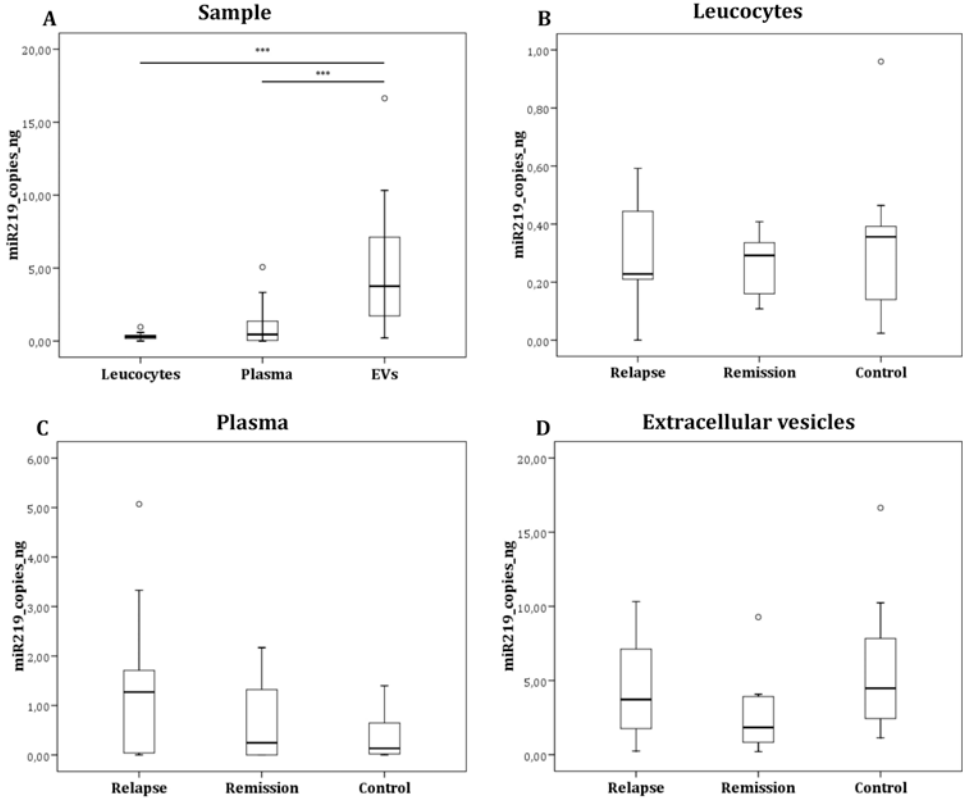 A
Sample
20,00
15,00
10,00
5,00
0,00
miR219_copies_ng
***
***
Leucocytes Plasma EVs
B
Leucocytes
1,00
0,80
0,60
0,40
0,20
0,00
miR219_copies_ng
Relapse Remission Control
C
Plasma
6,00
5,00
4,00
3,00
2,00
1,00
0,00
miR219_copies_ng
Relapse Remission Control
D
Extracellular vesicles
20,00
15,00
10,00
5,00
0,00
miR219_copies_ng
Relapse Remission Control